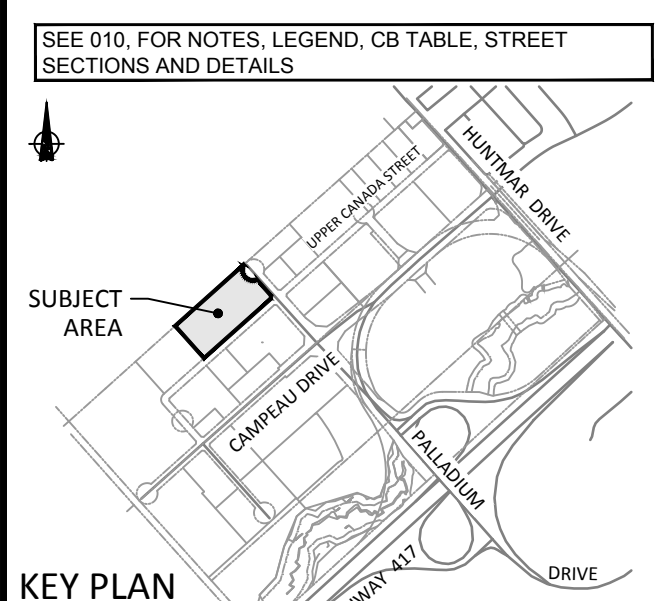 SEE 010, FOR NOTES, LEGEND, CB TABLE, STREET
SECTIONS AND DETAILS
HUNTMAR DRIVE
UPPER CANADA STREET
SUBJECT
AREA
CAMPEAU DRIVE
PALLADIUM
DRIVE
417
KEY PLAN